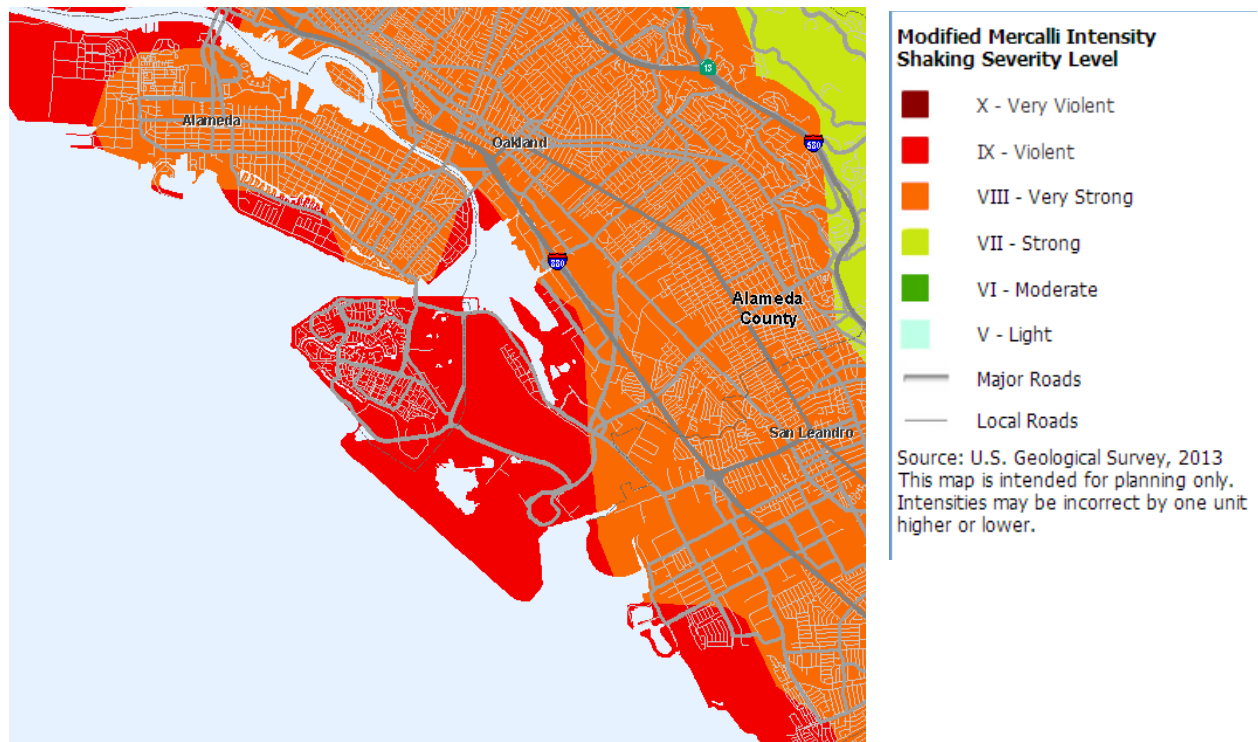 13
580
Alameda
Oakland
880
Alameda
County
San Leandro
Modified Mercalli Intensity
Shaking Severity Level
X - Very Violent
IX - Violent
VIII - Very Strong
VII - Strong
VI - Moderate
V - Light
Major Roads
Local Roads
Source: U.S. Geological Survey, 2013
This map is intended for planning only.
Intensities may be incorrect by one unit
higher or lower.